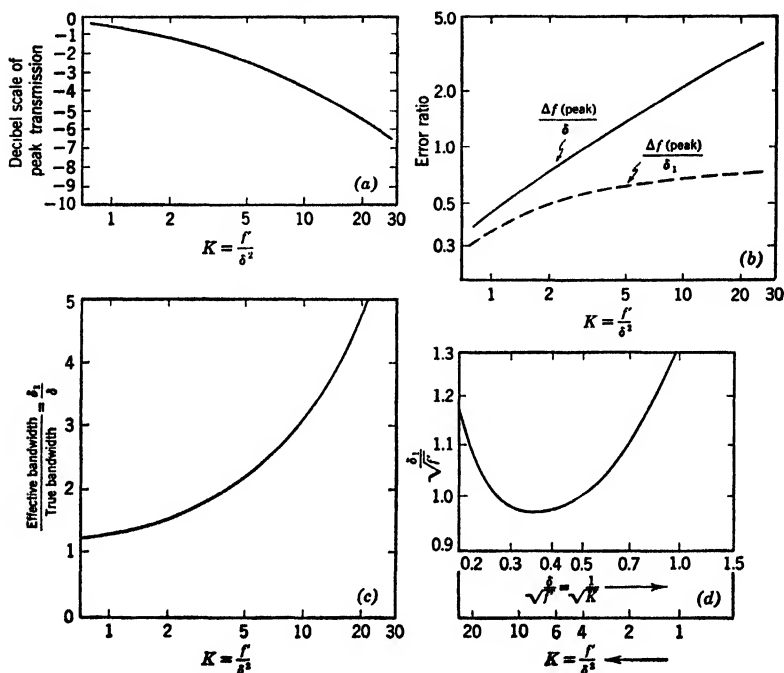 Decibel scale of
peak transmission
0
-1
-2
-3
-4
-5
-6
-7
-8
-9
-10
(a)
1 2 5 10 20 30
K = f'/δ²
Error ratio
5.0
2.0
1.0
0.5
0.3
Δf (peak)/δ
Δf (peak)/δ₁
(b)
1 2 5 10 20 30
K = f'/δ²
Effective bandwidth/True bandwidth = δ₁/δ
5
4
3
2
1
0
(c)
1 2 5 10 20 30
K = f'/δ²
δ₁/√f'
1.3
1.2
1.1
1.0
0.9
0.2 0.3 0.4 0.5 0.7 1.0 1.5
δ/√f' = 1/√K
(d)
20 10 6 4 2 1
K = f'/δ²